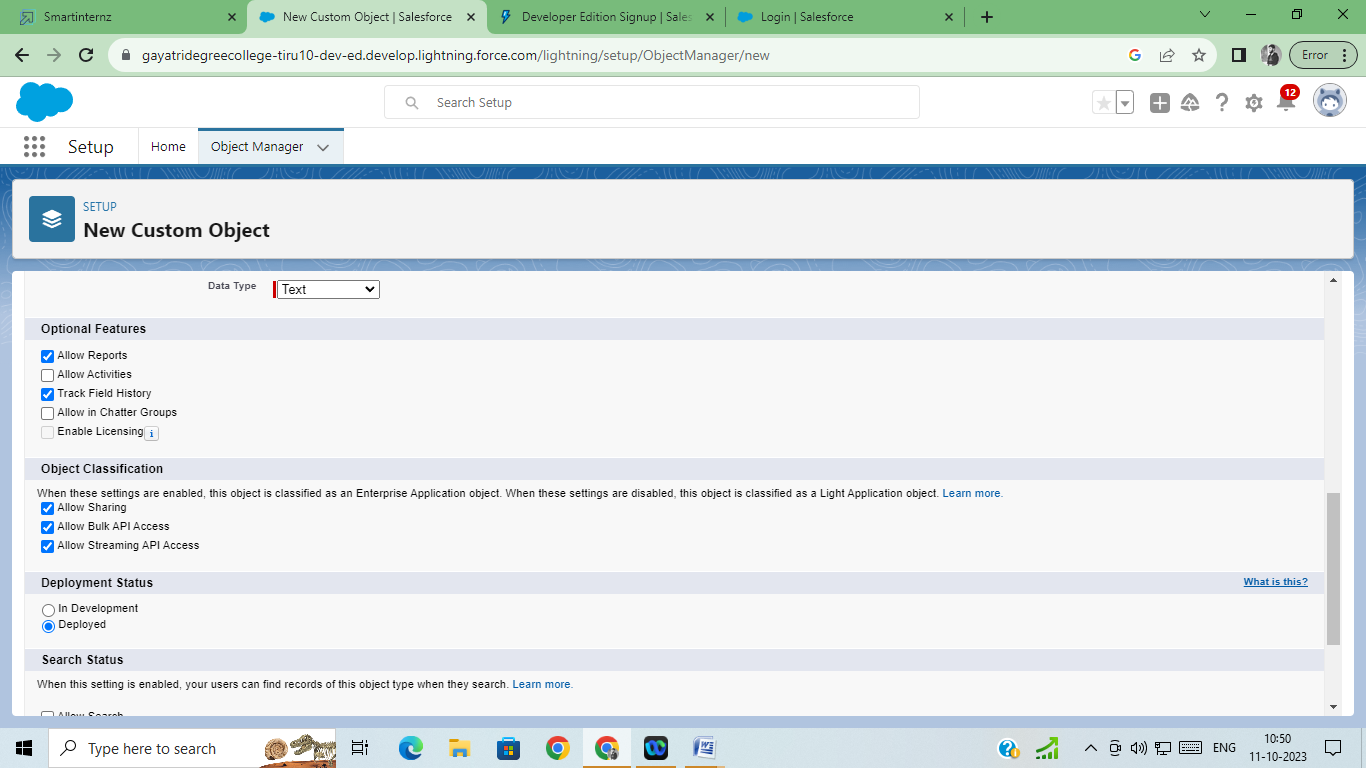 Smartinternz
New Custom Object | Salesforce
Developer Edition Signup | Sales
Login | Salesforce
gayatridegreecollege-tiru10-dev-ed.develop.lightning.force.com/lightning/setup/ObjectManager/new
Error
Search Setup
12
Setup
Home
Object Manager
SETUP
New Custom Object
Data Type
Text
Optional Features
Allow Reports
Allow Activities
Track Field History
Allow in Chatter Groups
Enable Licensing i
Object Classification
When these settings are enabled, this object is classified as an Enterprise Application object. When these settings are disabled, this object is classified as a Light Application object. Learn more.
Allow Sharing
Allow Bulk API Access
Allow Streaming API Access
Deployment Status
What is this?
In Development
Deployed
Search Status
When this setting is enabled, your users can find records of this object type when they search. Learn more.
Allow Search
Type here to search
ENG
10:50
11-10-2023